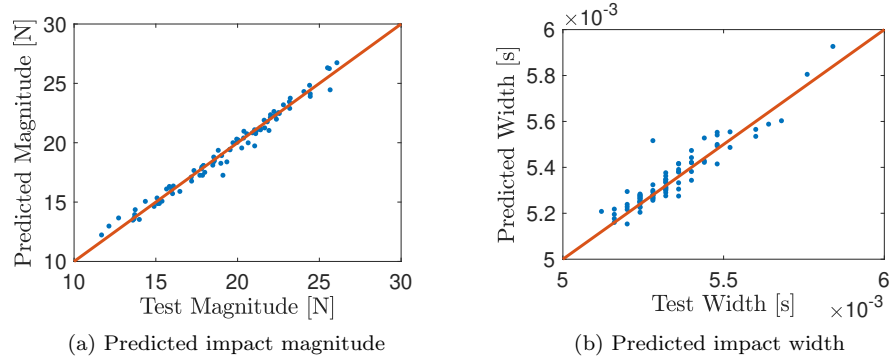 30
25
20
15
10
Predicted Magnitude [N]
10 15 20 25 30
Test Magnitude [N]
(a) Predicted impact magnitude
×10⁻³
6
5.8
5.6
5.4
5.2
5
Predicted Width [s]
5 5.5 6
Test Width [s] ×10⁻³
(b) Predicted impact width